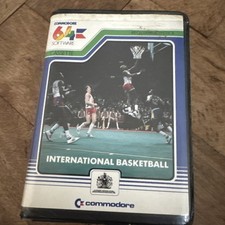 COMMODORE
64
SOFTWARE
INTERNATIONAL BASKETBALL
commodore